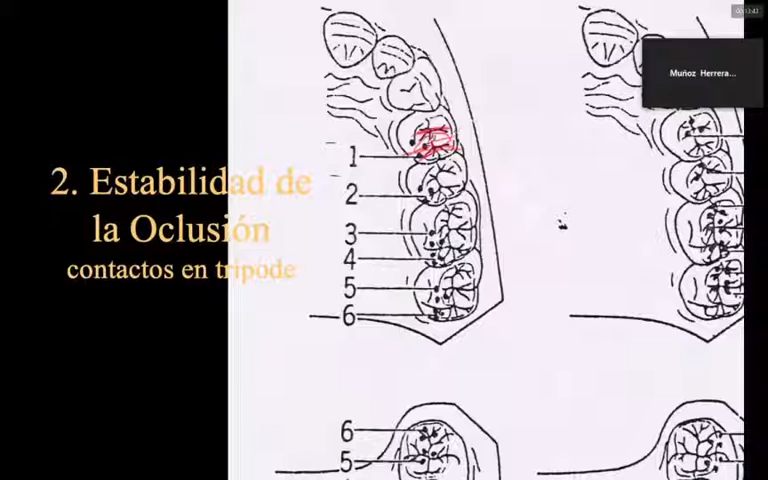 2. Estabilidad de
la Oclusión
contactos en trípode
1
2
3
4
5
6
6
5
Muñoz Herrera...